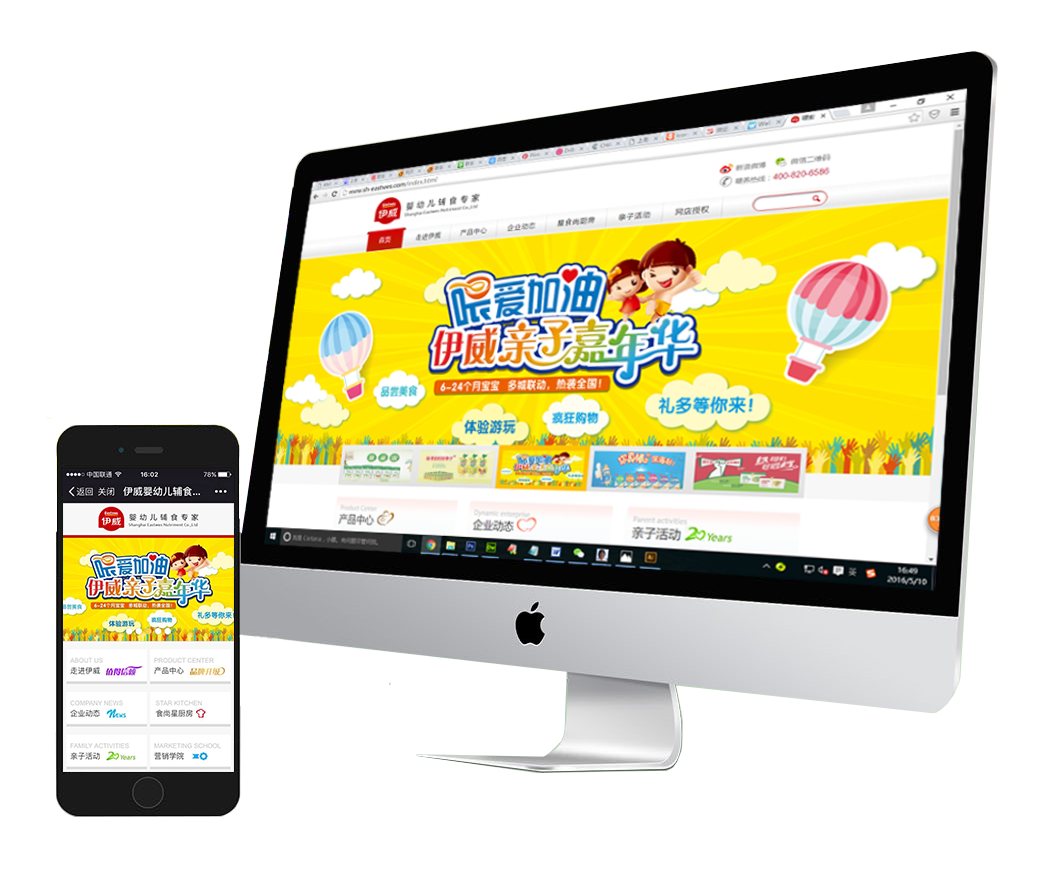 www.sh-eastwes.com/index.html/
Eastwes
伊威
婴幼儿辅食专家
Shanghai Eastwes Nutriment Co.,Ltd
新浪微博
微信二维码
服务热线：400-820-6586
首页
走进伊威
产品中心
企业动态
星食尚厨房
亲子活动
网店授权
喂爱加油
伊威亲子嘉年华
6-24个月宝宝 多城联动，热袭全国！
品尝美食
体验游玩
疯狂购物
礼多等你来！
Product Center
产品中心
Dynamic enterprise
企业动态
Parent activities
亲子活动
20 Years
16:49
2016/5/10
中国联通
16:02
78%
返回 关闭 伊威婴幼儿辅食...
伊威
婴幼儿辅食专家
Shanghai Eastwes Nutriment Co.,Ltd
喂爱加油
伊威亲子嘉年华
6-24个月宝宝 多城联动，热袭全国！
品尝美食
体验游玩
疯狂购物
礼多等你来！
ABOUT US
走进伊威
值得信赖
PRODUCT CENTER
产品中心
品牌升级
COMPANY NEWS
企业动态
News
STAR KITCHEN
食尚星厨房
FAMILY ACTIVITIES
亲子活动
20 Years
MARKETING SCHOOL
营销学院